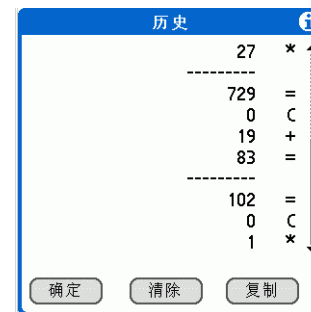 历史
27 *
---------
729 =
0 C
19 +
83 =
---------
102 =
0 C
1 *
确定 清除 复制